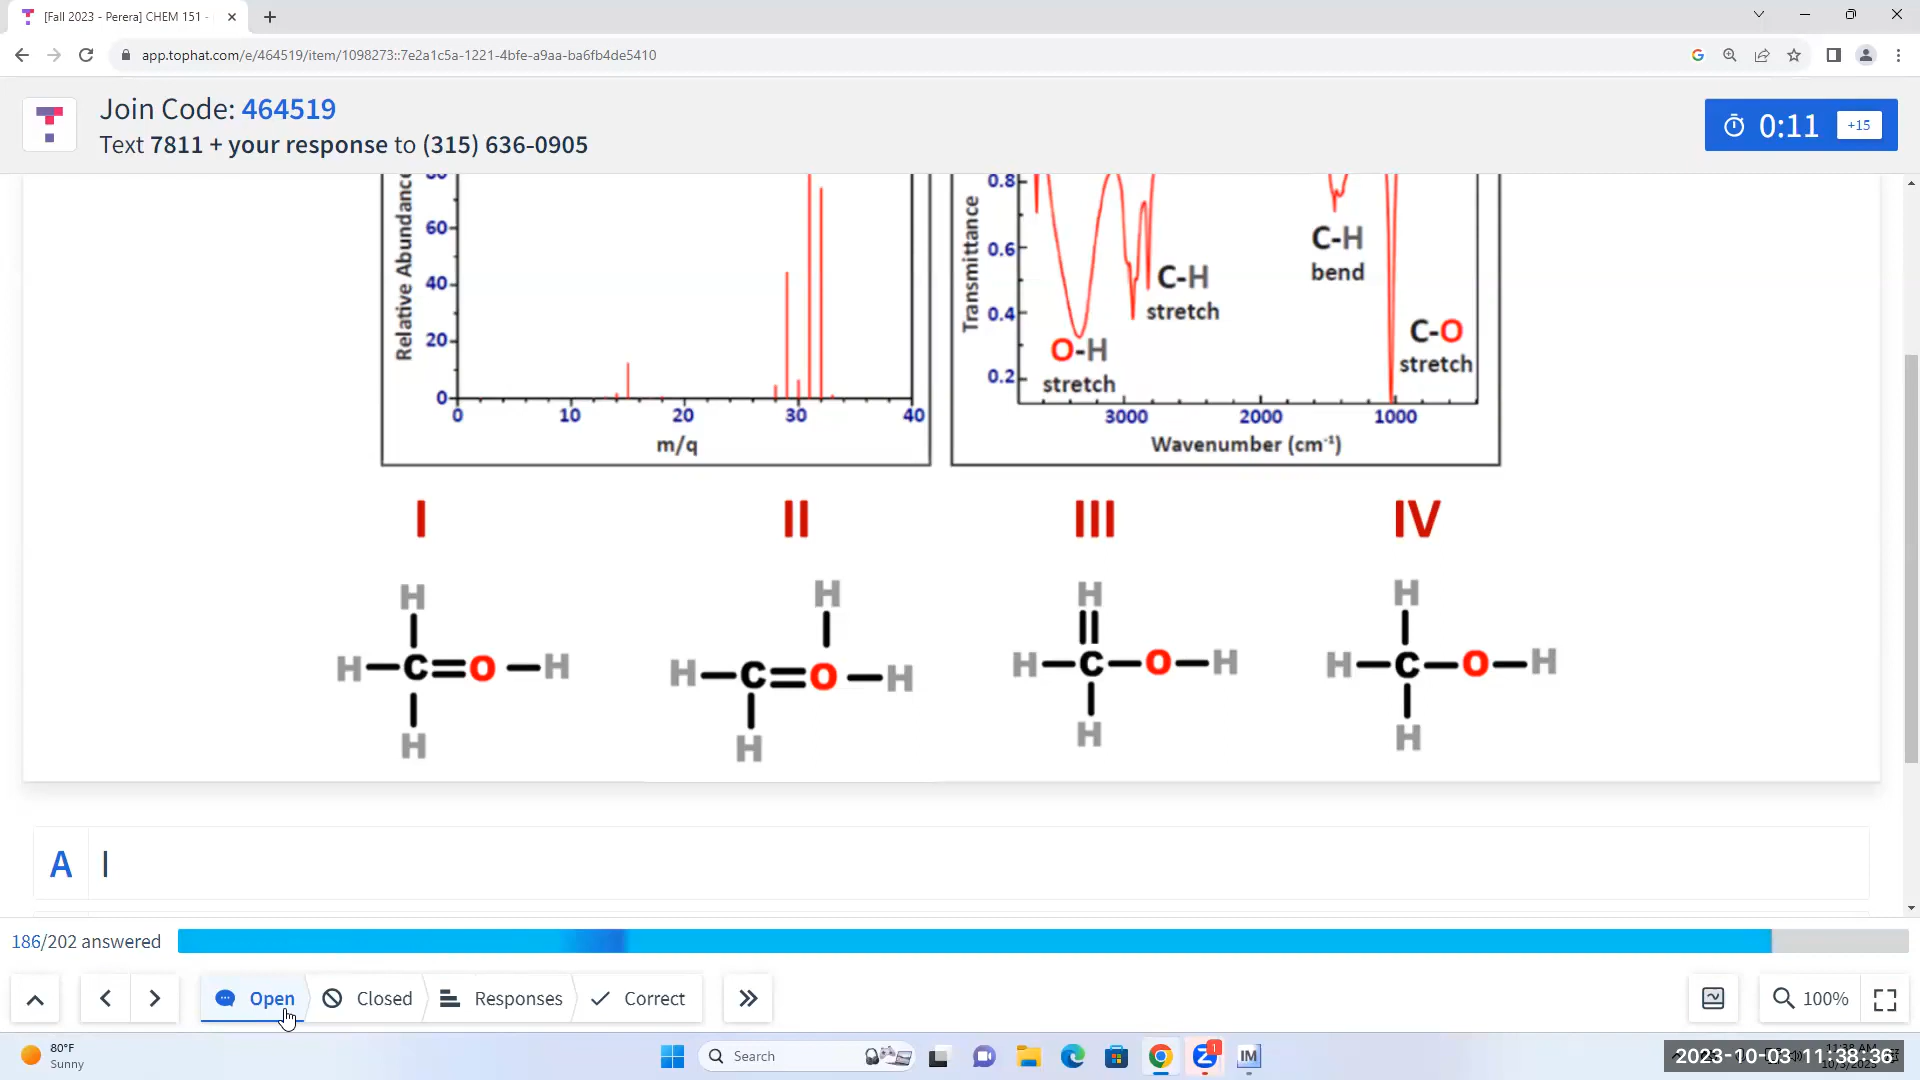 [Fall 2023 - Perera] CHEM 151 -
app.tophat.com/e/464519/item/1098273::7e2a1c5a-1221-4bfe-a9aa-ba6fb4de5410
Join Code: 464519
Text 7811 + your response to (315) 636-0905
0:11
+15
Relative Abundance
80
60
40
20
0
0 10 20 30 40
m/q
Transmittance
0.8
0.6
0.4
0.2
C-H
bend
C-H
stretch
O-H
stretch
C-O
stretch
3000 2000 1000
Wavenumber (cm⁻¹)
I II III IV
H H H H
H C O H H C O H H C O H H C O H
H H H H
A I
186/202 answered
Open Closed Responses Correct
100%
80°F
Sunny
Search
1
IM
2023-10-03 11:38:36